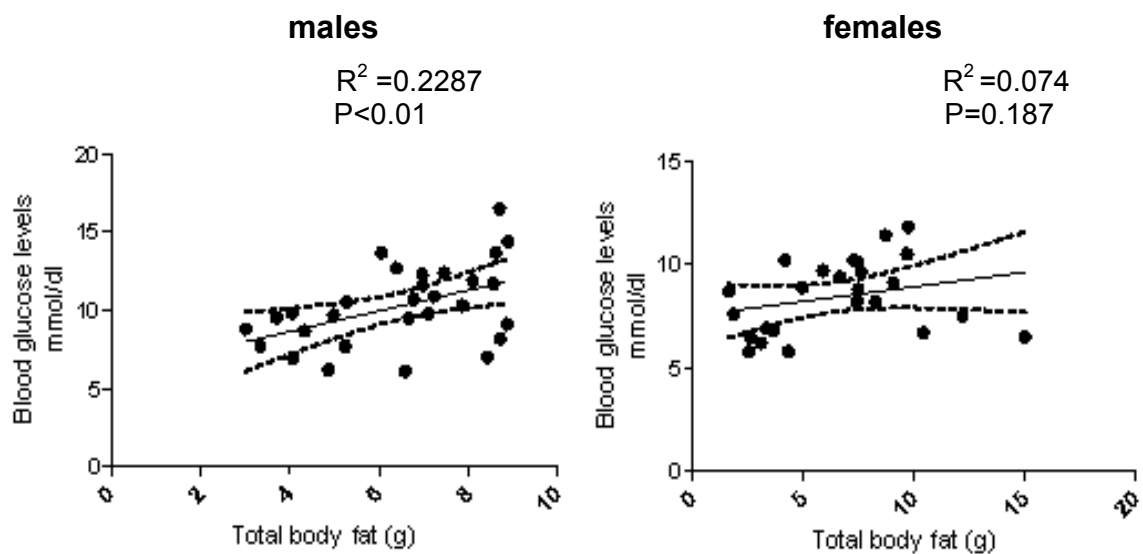 males
R² =0.2287
P<0.01
20
15
10
5
0
Blood glucose levels
mmol/dl
0 2 4 6 8 10
Total body fat (g)
females
R² =0.074
P=0.187
15
10
5
0
Blood glucose levels
mmol/dl
0 5 10 15 20
Total body fat (g)